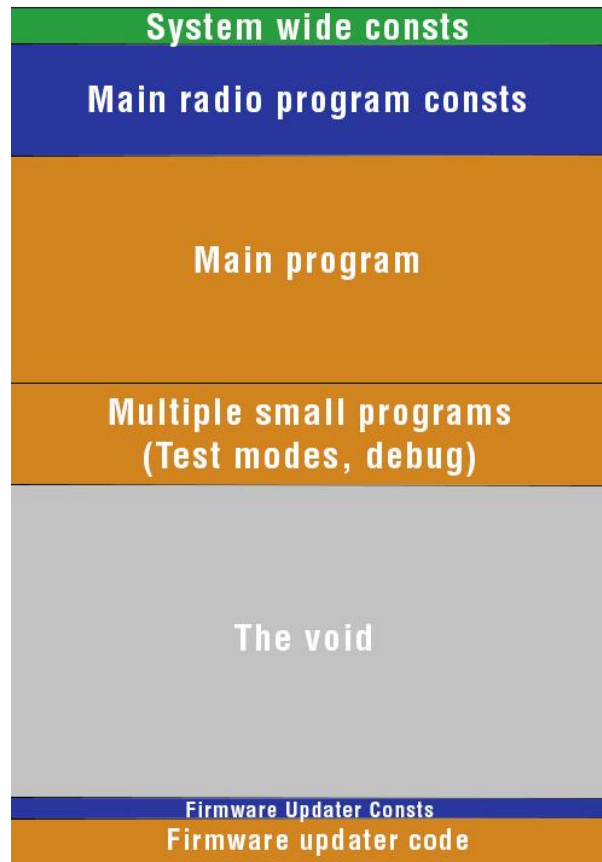 System wide consts
Main radio program consts
Main program
Multiple small programs
(Test modes, debug)
The void
Firmware Updater Consts
Firmware updater code